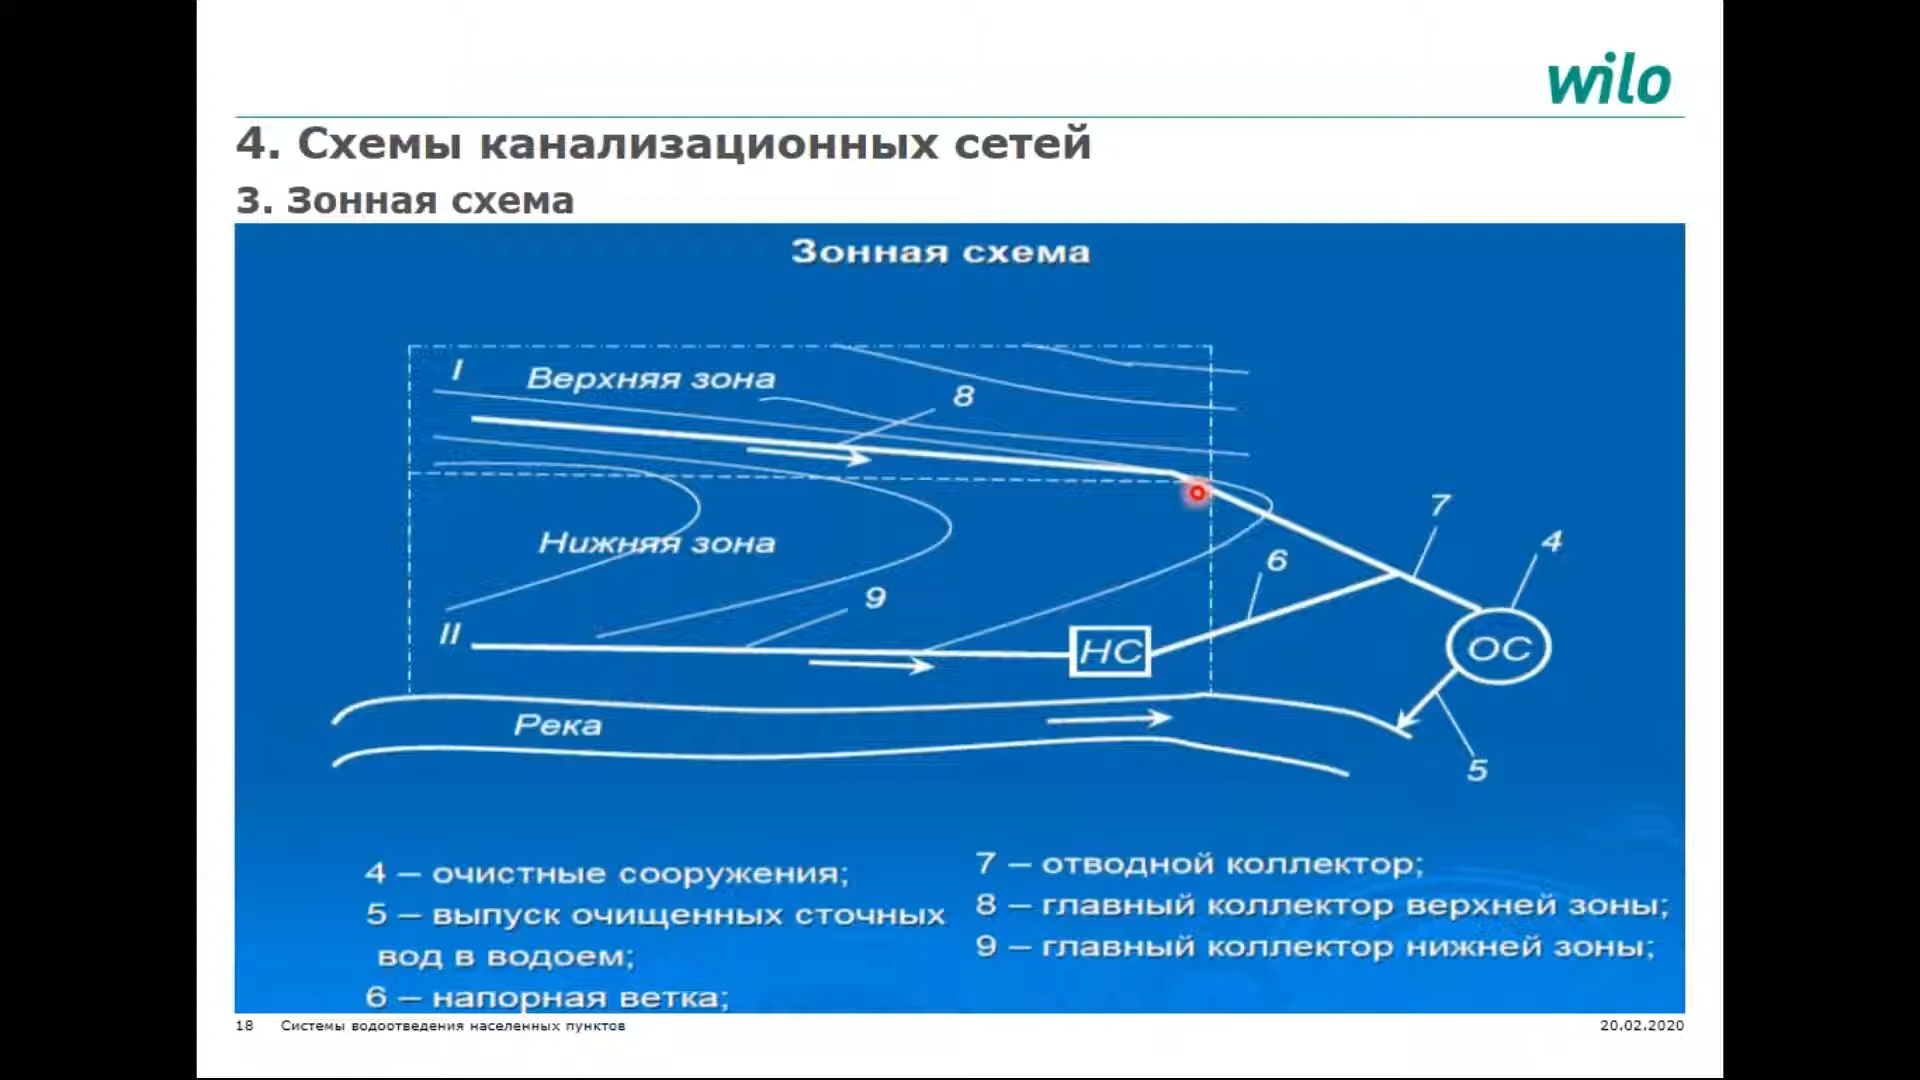 wilo
4. Схемы канализационных сетей
3. Зонная схема
Зонная схема
I
Верхняя зона
8
7
4
Нижняя зона
6
9
II
НС
ОС
Река
5
4 – очистные сооружения;
5 – выпуск очищенных сточных
вод в водоем;
6 – напорная ветка;
7 – отводной коллектор;
8 – главный коллектор верхней зоны;
9 – главный коллектор нижней зоны;
18 Системы водоотведения населенных пунктов
20.02.2020